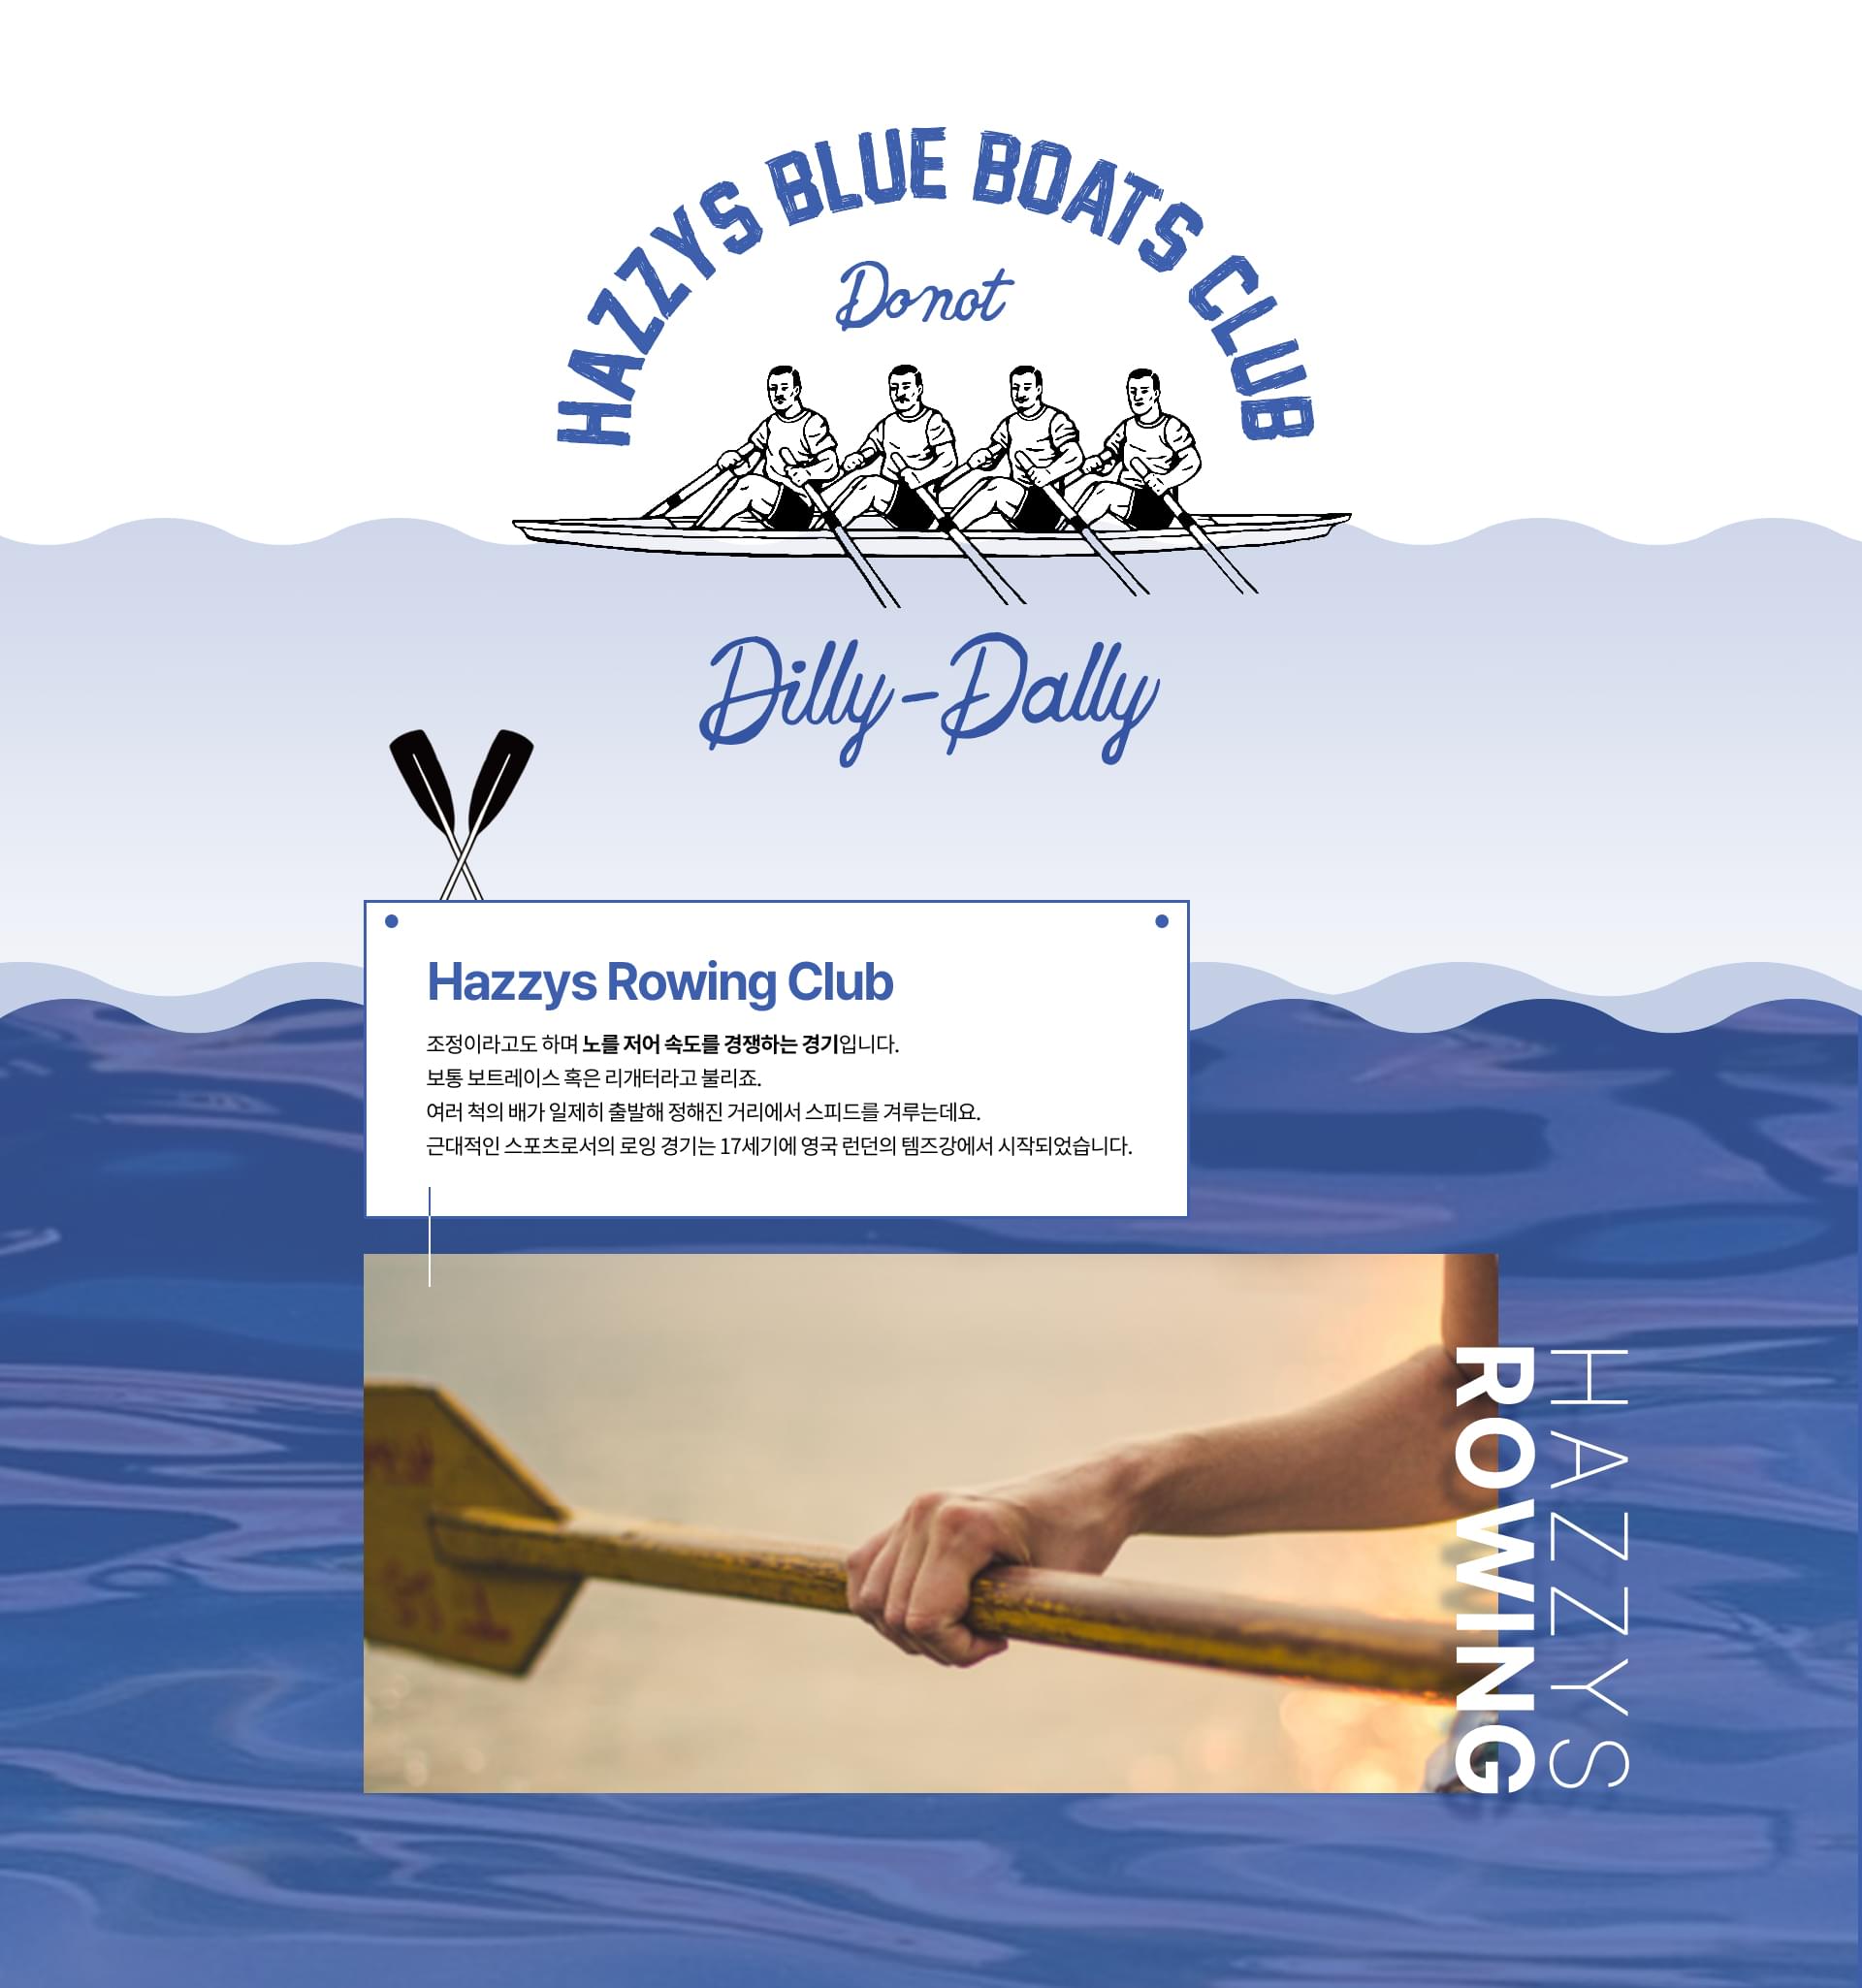 HAZZYS BLUE BOATS CLUB
Do not
Dilly-Dally
Hazzys Rowing Club
조정이라고도 하며 노를 저어 속도를 경쟁하는 경기입니다.
보통 보트레이스 혹은 리개터라고 불리죠.
여러 척의 배가 일제히 출발해 정해진 거리에서 스피드를 겨루는데요.
근대적인 스포츠로서의 로잉 경기는 17세기에 영국 런던의 템즈강에서 시작되었습니다.
HAZZYS
ROWING